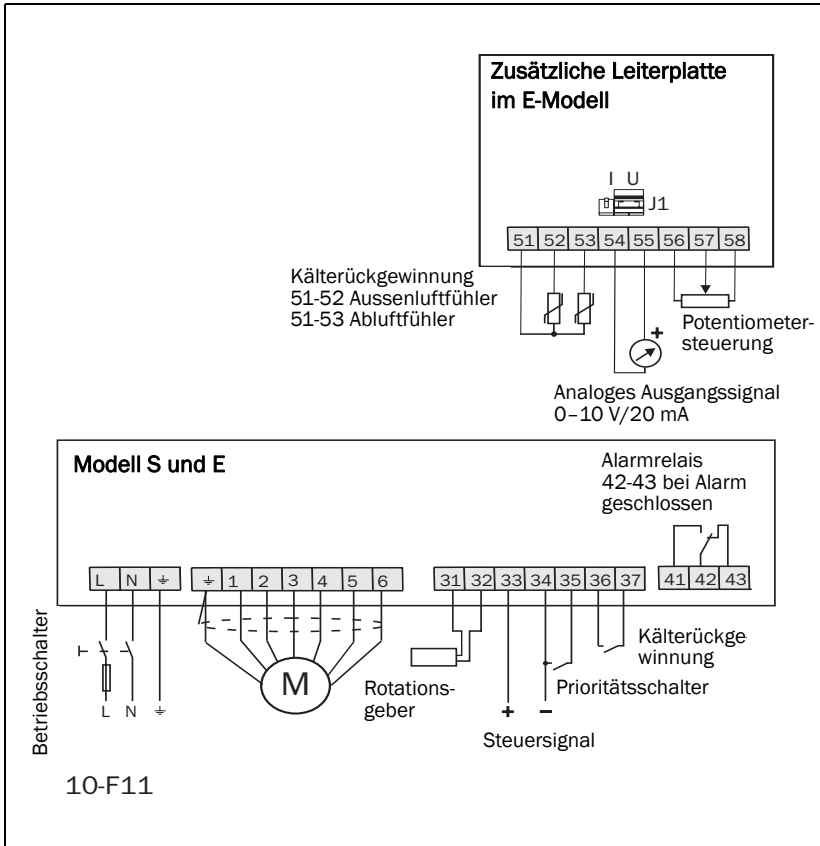 Zusätzliche Leiterplatte
im E-Modell
I U
J1
51 52 53 54 55 56 57 58
Kälterückgewinnung
51-52 Aussenluftfühler
51-53 Abluftfühler
+
Potentiometer-
steuerung
Analoges Ausgangssignal
0–10 V/20 mA
Modell S und E
Alarmrelais
42-43 bei Alarm
geschlossen
L N ⏚ ⏚ 1 2 3 4 5 6 31 32 33 34 35 36 37 41 42 43
Betriebsschalter
L N ⏚
M
Rotations-
geber
+ −
Steuersignal
Prioritätsschalter
Kälterückge
winnung
10-F11